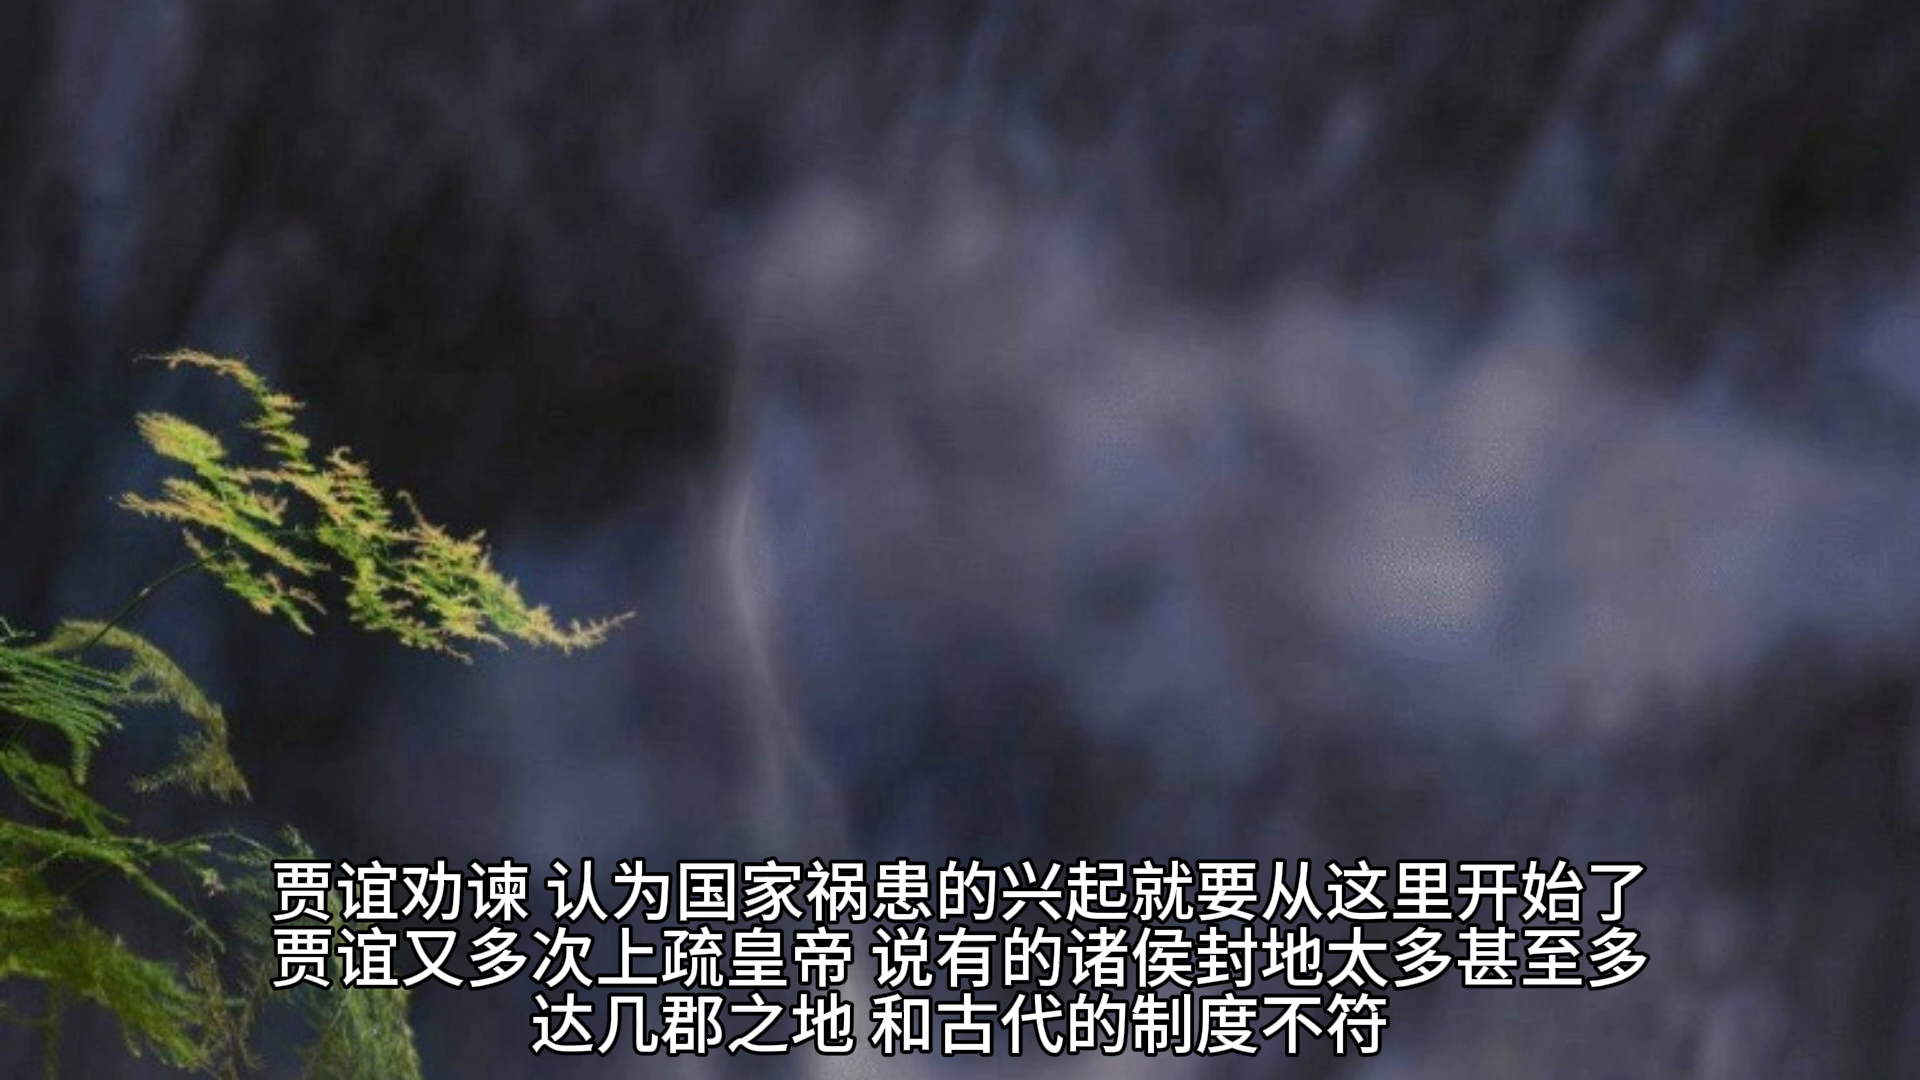 贾谊劝谏 认为国家祸患的兴起就要从这里开始了
贾谊又多次上疏皇帝 说有的诸侯封地太多甚至多
达几郡之地 和古代的制度不符